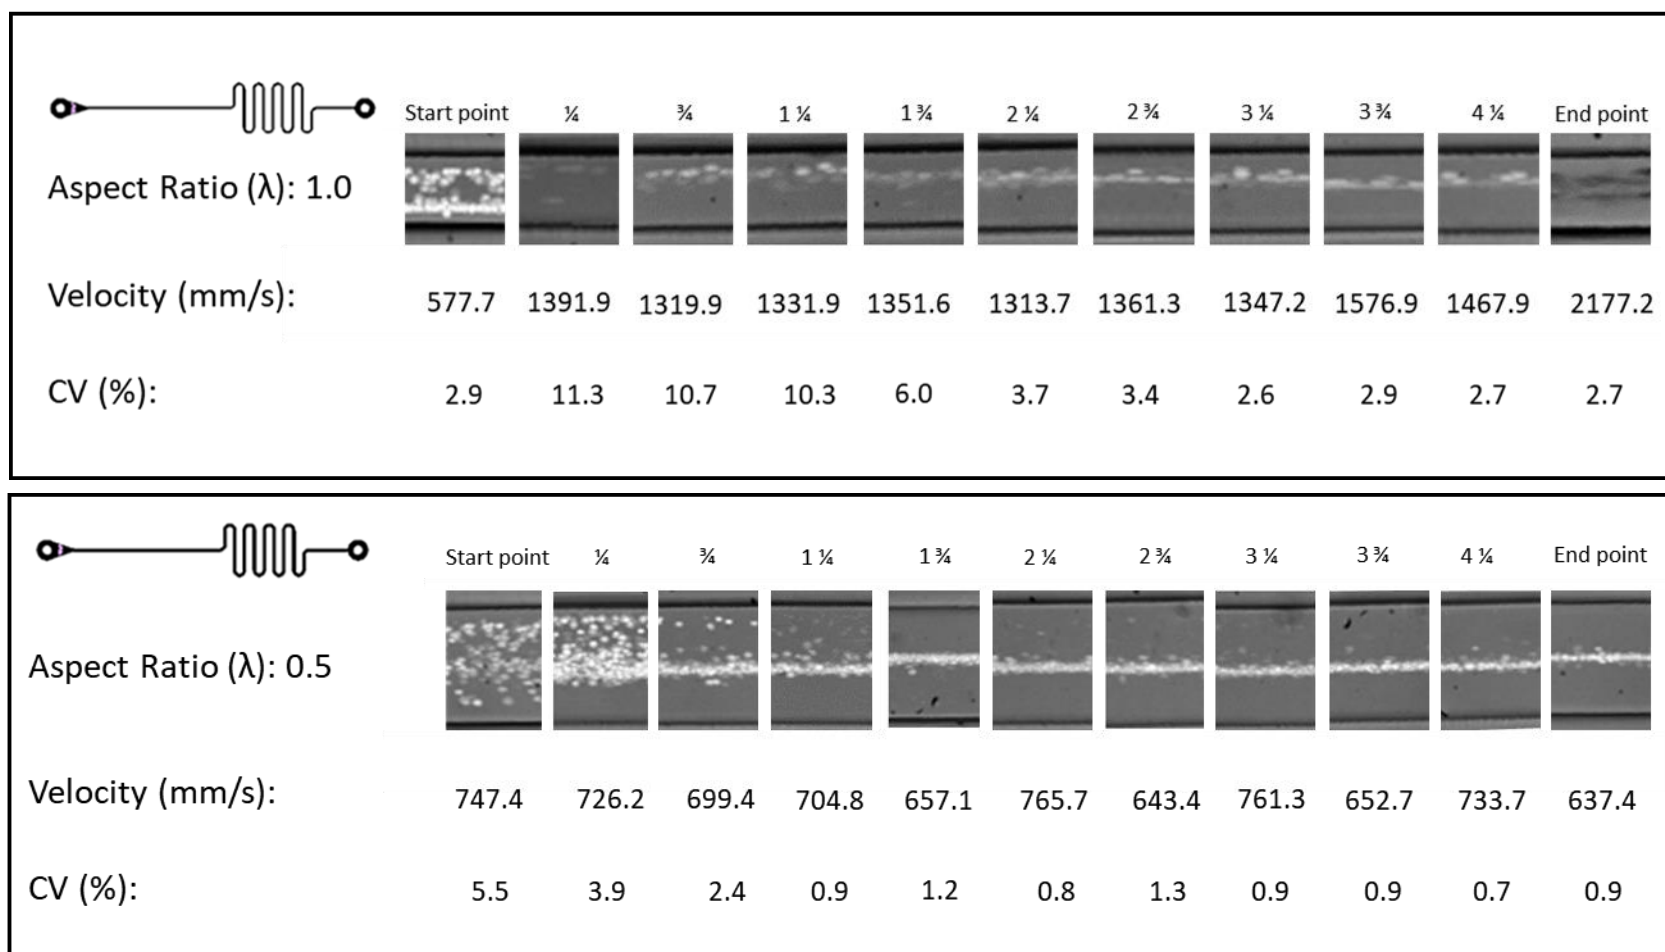 Start point ¼ ¾ 1 ¼ 1 ¾ 2 ¼ 2 ¾ 3 ¼ 3 ¾ 4 ¼ End point
Aspect Ratio (λ): 1.0
Velocity (mm/s): 577.7 1391.9 1319.9 1331.9 1351.6 1313.7 1361.3 1347.2 1576.9 1467.9 2177.2
CV (%): 2.9 11.3 10.7 10.3 6.0 3.7 3.4 2.6 2.9 2.7 2.7
Start point ¼ ¾ 1 ¼ 1 ¾ 2 ¼ 2 ¾ 3 ¼ 3 ¾ 4 ¼ End point
Aspect Ratio (λ): 0.5
Velocity (mm/s): 747.4 726.2 699.4 704.8 657.1 765.7 643.4 761.3 652.7 733.7 637.4
CV (%): 5.5 3.9 2.4 0.9 1.2 0.8 1.3 0.9 0.9 0.7 0.9